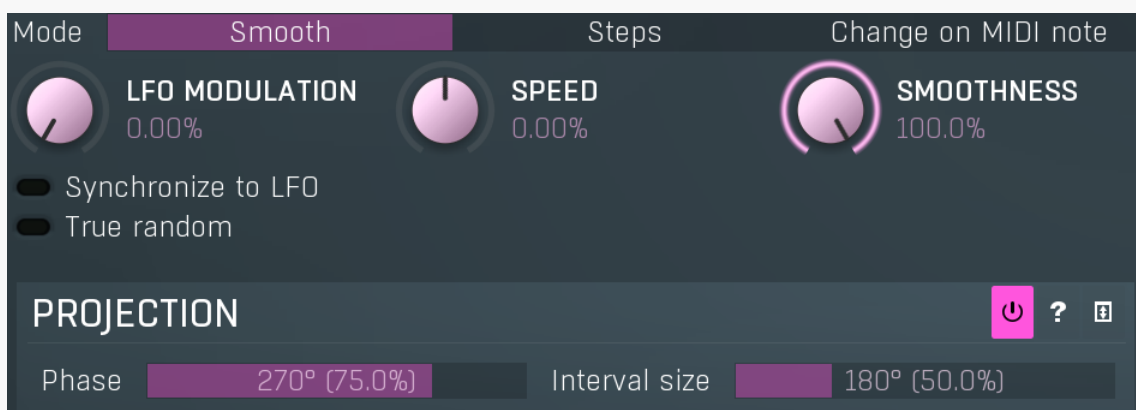 Mode Smooth Steps Change on MIDI note
LFO MODULATION SPEED SMOOTHNESS
0.00% 0.00% 100.0%
Synchronize to LFO
True random
PROJECTION ?
Phase 270° (75.0%) Interval size 180° (50.0%)